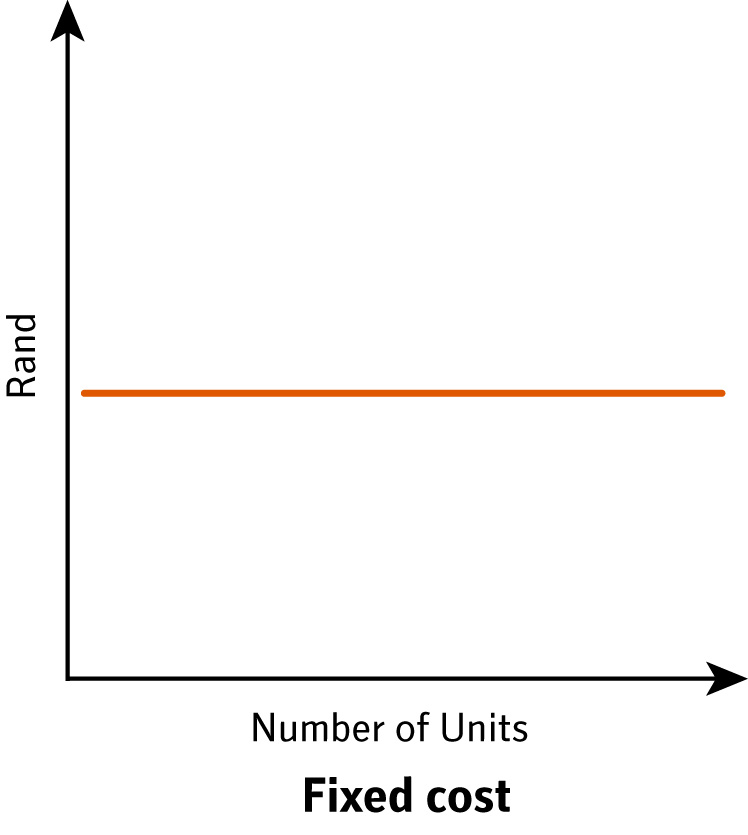 Rand
Number of Units
Fixed cost